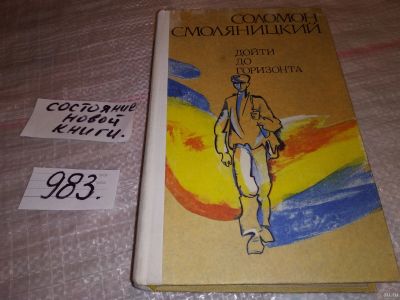 СОЛОМОН
СМОЛЯНИЦКИЙ
ДОЙТИ
ДО
ГОРИЗОНТА
СОСТОЯНИЕ
НОВОЙ
КНИГИ.
983.